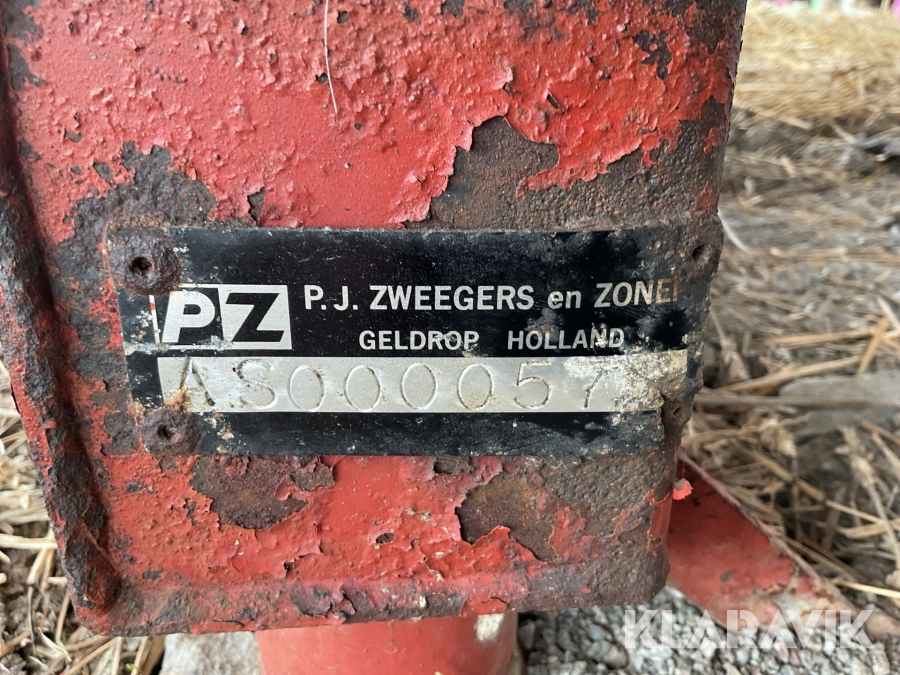 PZ
P.J. ZWEEGERS en ZONEN
GELDROP HOLLAND
AS000057
KLARAVIK